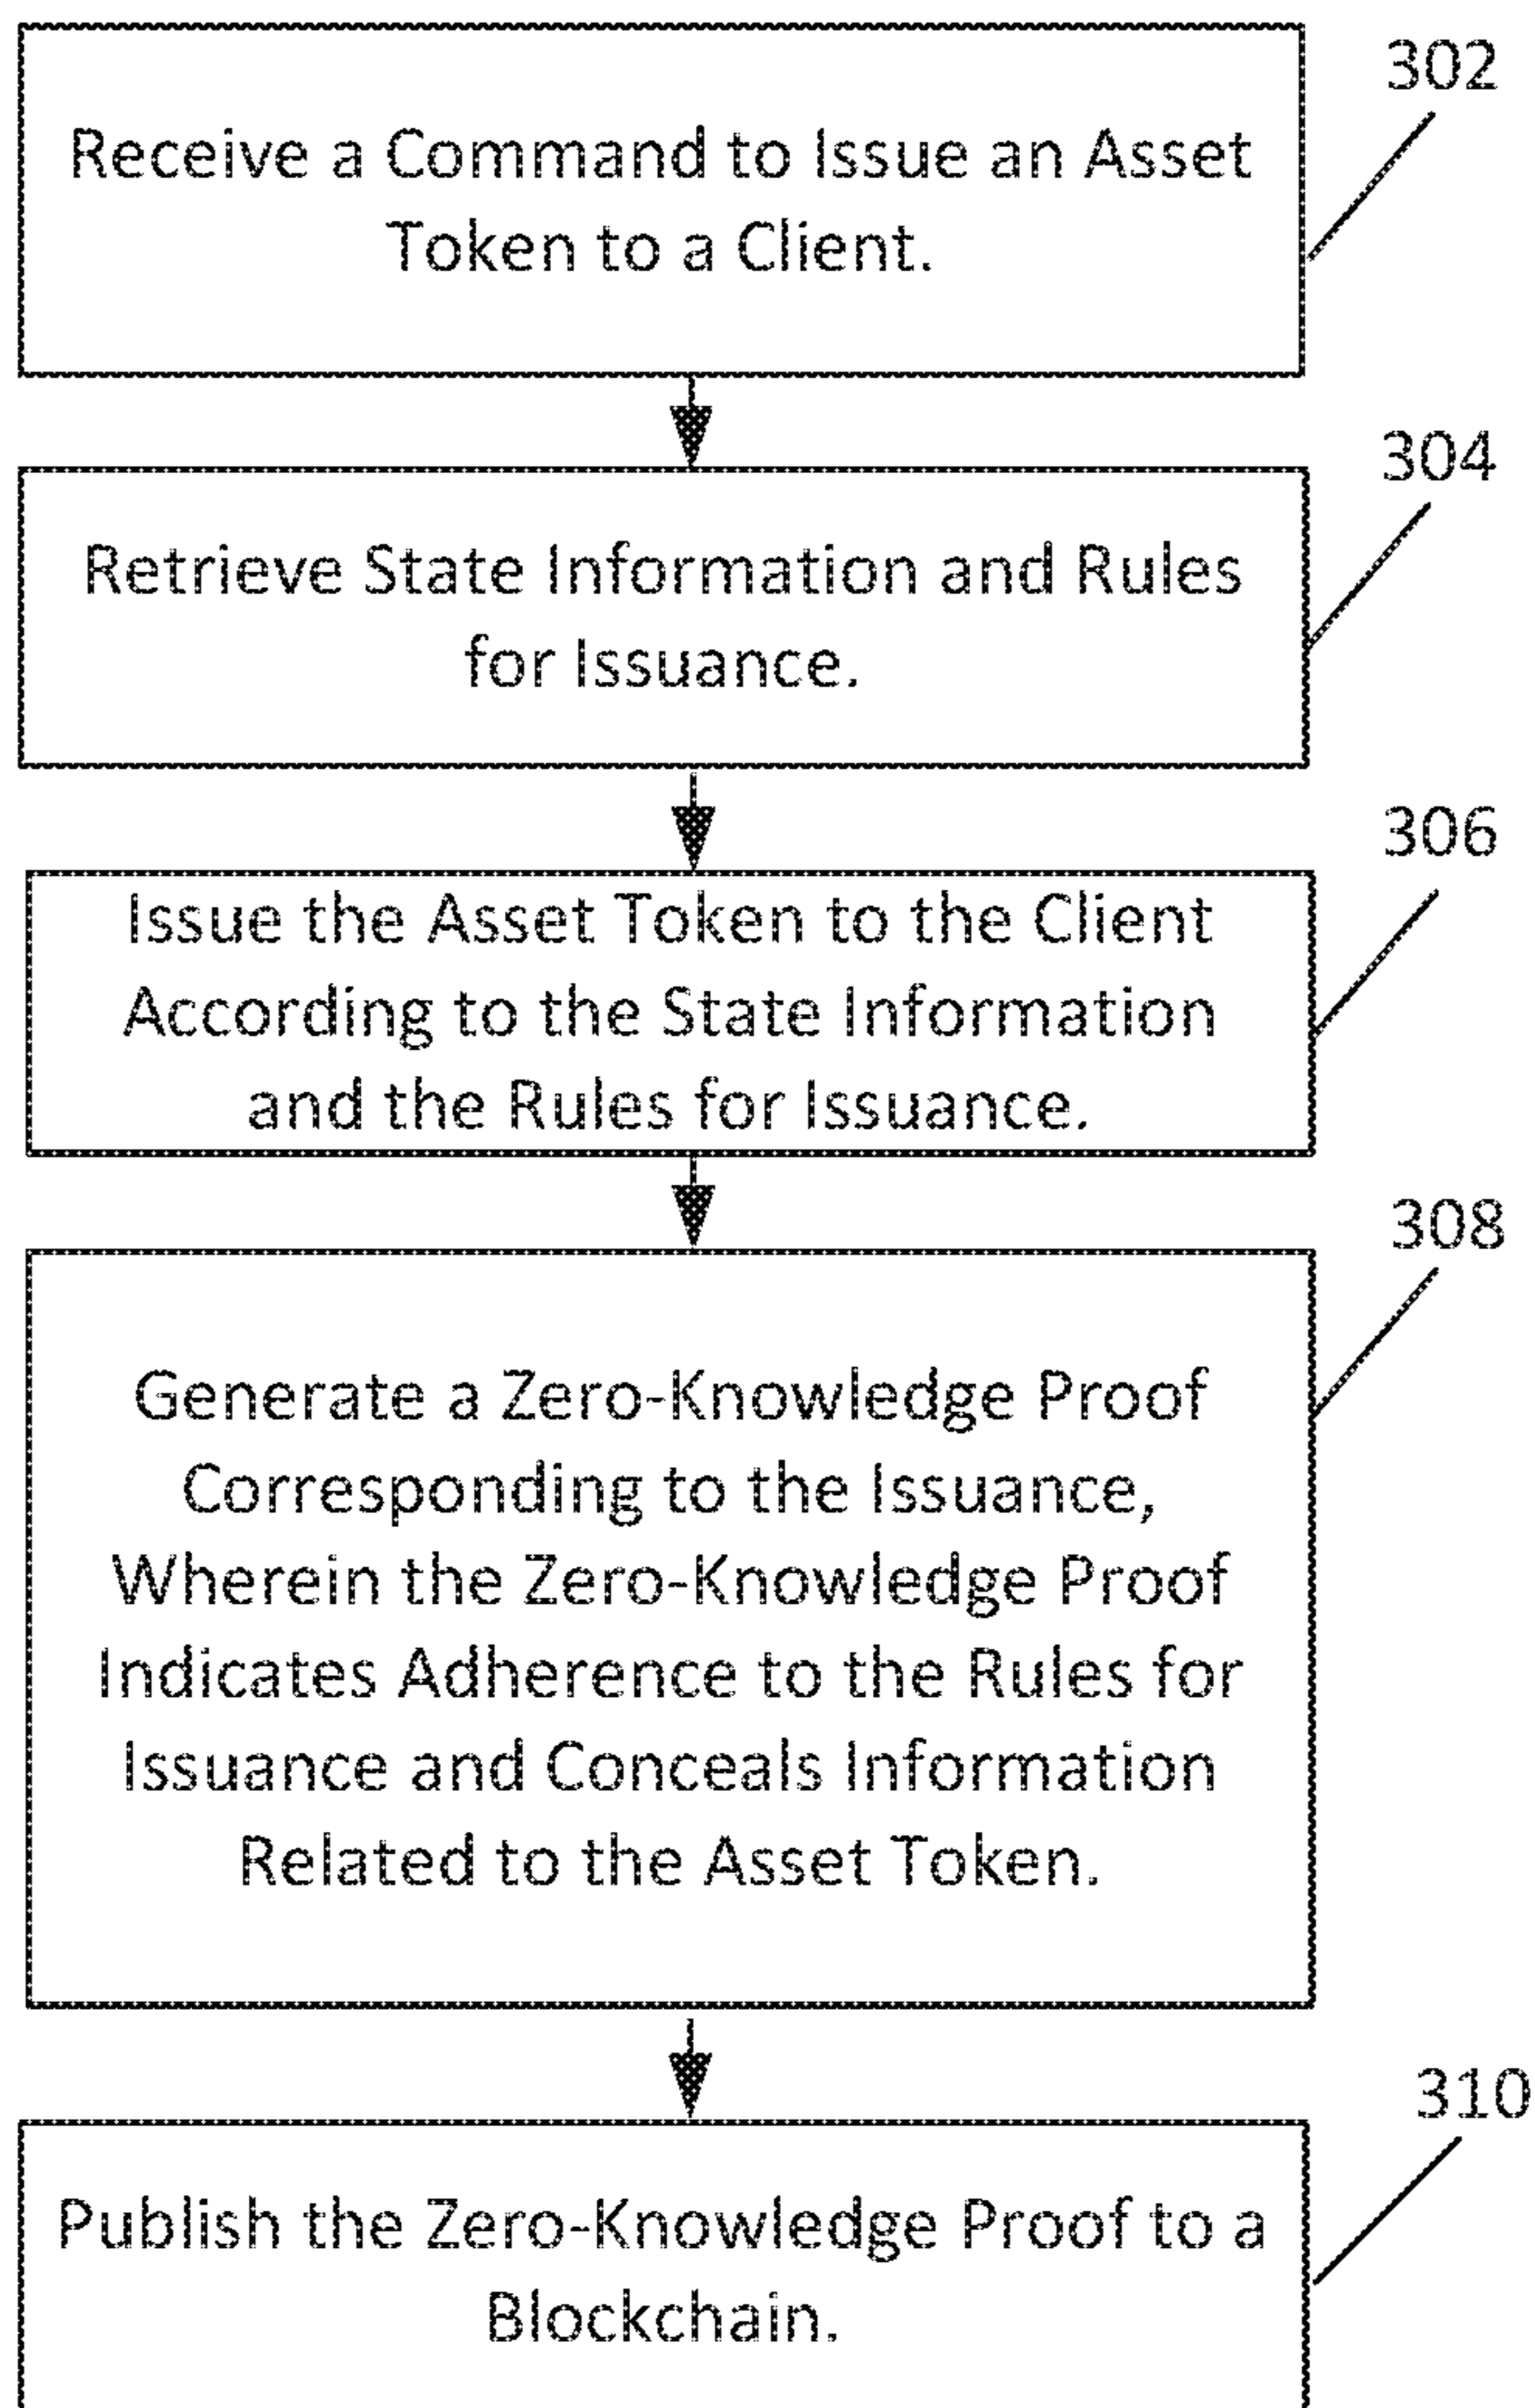 302
Receive a Command to Issue an Asset
Token to a Client.
304
Retrieve State Information and Rules
for Issuance.
306
Issue the Asset Token to the Client
According to the State Information
and the Rules for Issuance.
308
Generate a Zero-Knowledge Proof
Corresponding to the Issuance,
Wherein the Zero-Knowledge Proof
Indicates Adherence to the Rules for
Issuance and Conceals Information
Related to the Asset Token.
310
Publish the Zero-Knowledge Proof to a
Blockchain.